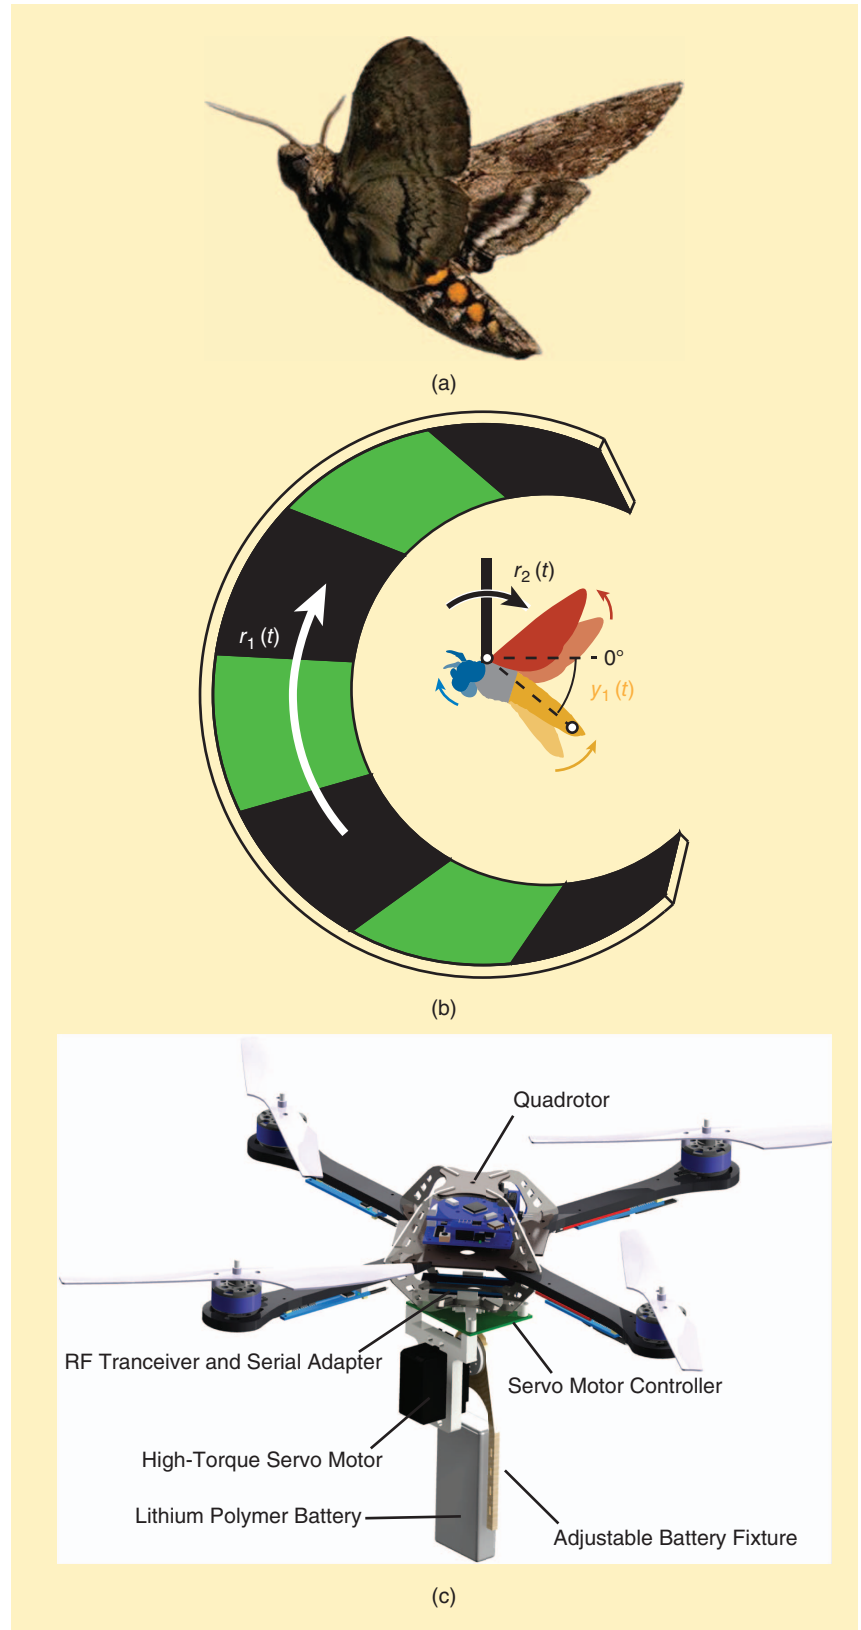 (a)
r2 (t)
r1 (t)
0°
y1 (t)
(b)
Quadrotor
RF Tranceiver and Serial Adapter
Servo Motor Controller
High-Torque Servo Motor
Lithium Polymer Battery
Adjustable Battery Fixture
(c)